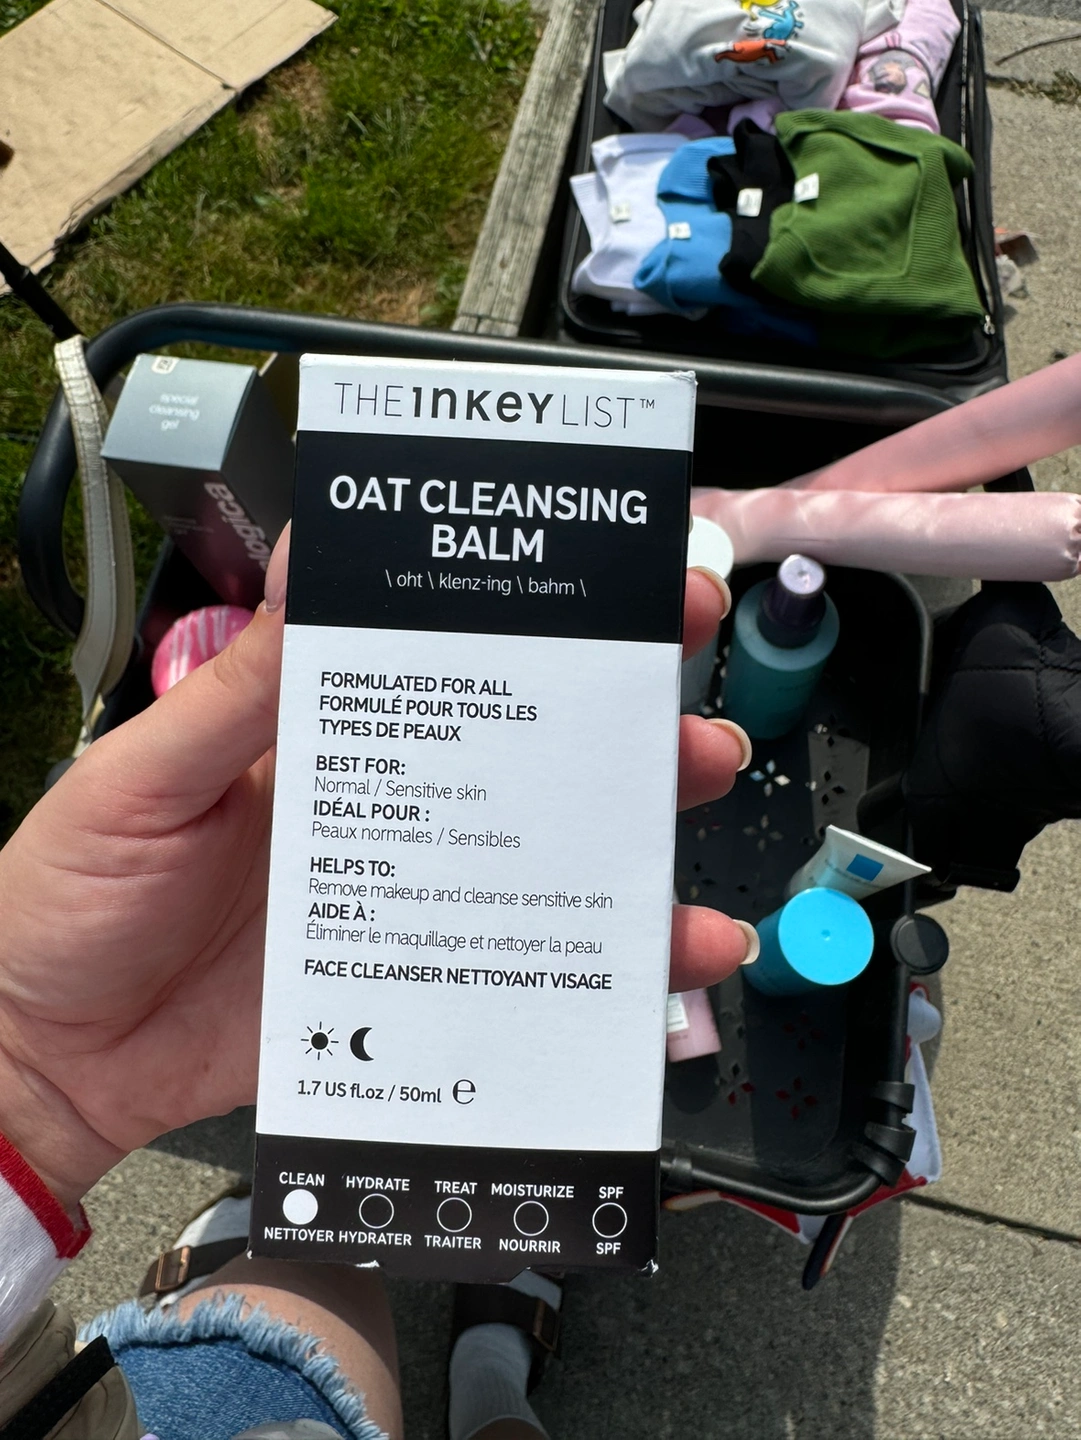 special
cleansing
gel
THE INKEY LIST™
OAT CLEANSING
BALM
\ oht \ klenz-ing \ bahm \
FORMULATED FOR ALL
FORMULÉ POUR TOUS LES
TYPES DE PEAUX
BEST FOR:
Normal / Sensitive skin
IDÉAL POUR :
Peaux normales / Sensibles
HELPS TO:
Remove makeup and cleanse sensitive skin
AIDE À :
Éliminer le maquillage et nettoyer la peau
FACE CLEANSER NETTOYANT VISAGE
1.7 US fl.oz / 50ml ℮
CLEAN HYDRATE TREAT MOISTURIZE SPF
NETTOYER HYDRATER TRAITER NOURRIR SPF